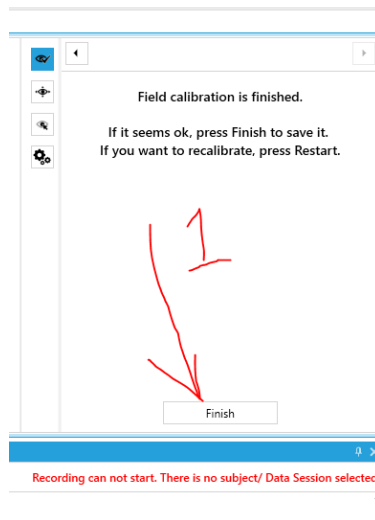 Field calibration is finished.
If it seems ok, press Finish to save it.
If you want to recalibrate, press Restart.
1
Finish
Recording can not start. There is no subject/ Data Session selected